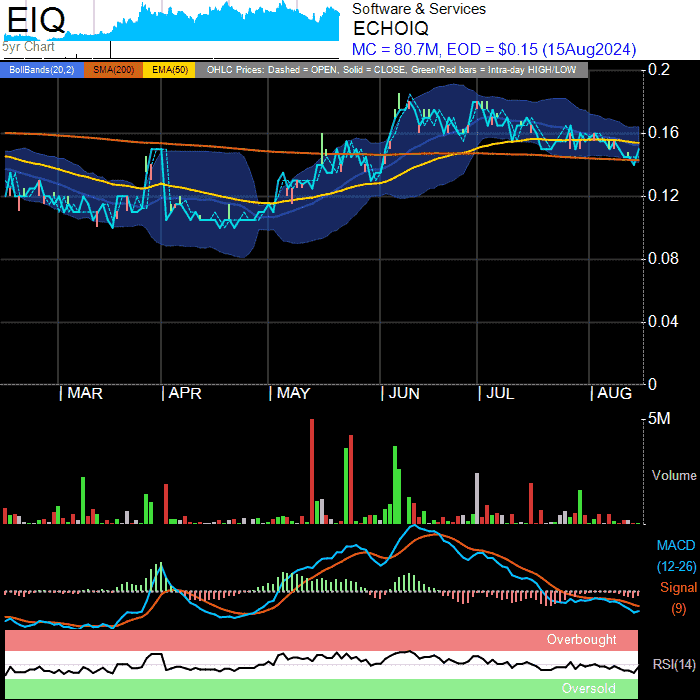 EIQ
5yr Chart
Software & Services
ECHOIQ
MC = 80.7M, EOD = $0.15 (15Aug2024)
BollBands(20,2) SMA(200) EMA(50) OHLC Prices: Dashed = OPEN, Solid = CLOSE, Green/Red bars = Intra-day HIGH/LOW
0.2
0.16
0.12
0.08
0.04
0
MAR APR MAY JUN JUL AUG
5M
Volume
MACD
(12-26)
Signal
(9)
Overbought
RSI(14)
Oversold